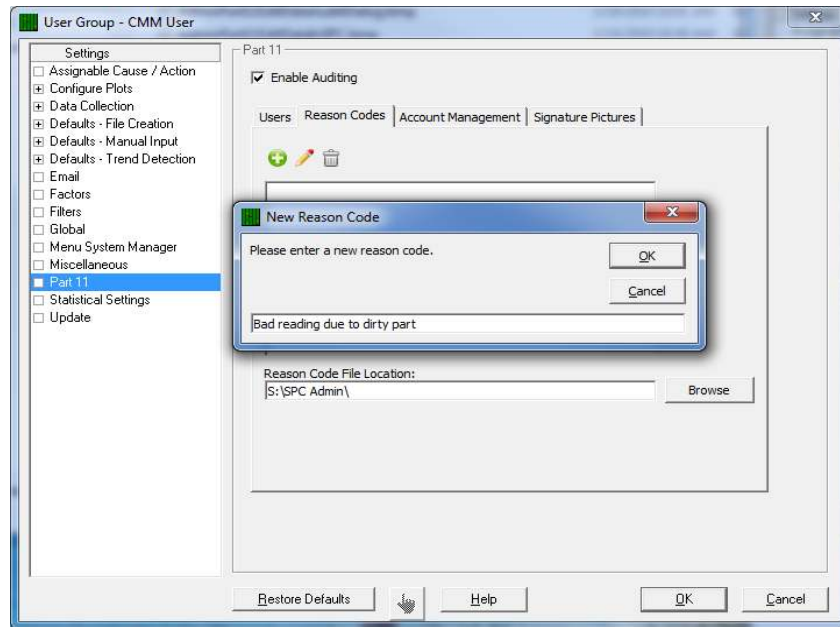 User Group - CMM User
Settings
Assignable Cause / Action
Configure Plots
Data Collection
Defaults - File Creation
Defaults - Manual Input
Defaults - Trend Detection
Email
Factors
Filters
Global
Menu System Manager
Miscellaneous
Part 11
Statistical Settings
Update
Part 11
Enable Auditing
Users Reason Codes Account Management Signature Pictures
New Reason Code
Please enter a new reason code.
OK
Cancel
Bad reading due to dirty part
Reason Code File Location:
S:\SPC Admin\
Browse
Restore Defaults Help OK Cancel